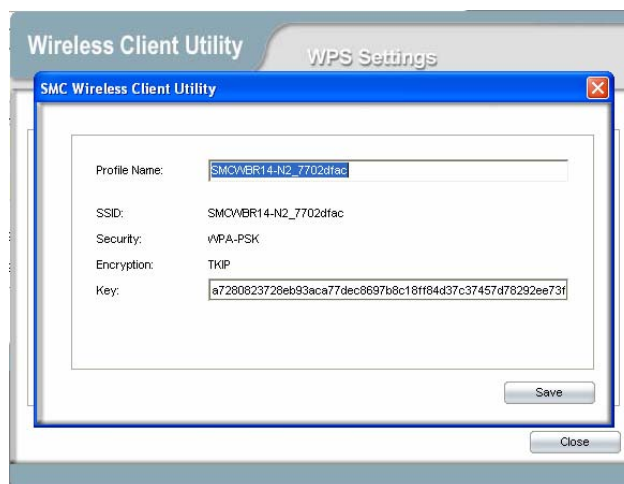 Wireless Client Utility
WPS Settings
SMC Wireless Client Utility
Profile Name: SMCWBR14-N2_7702dfac
SSID: SMCWBR14-N2_7702dfac
Security: WPA-PSK
Encryption: TKIP
Key: a7280823728eb93aca77dec8697b8c18ff84d37c37457d78292ee73f
Save
Close